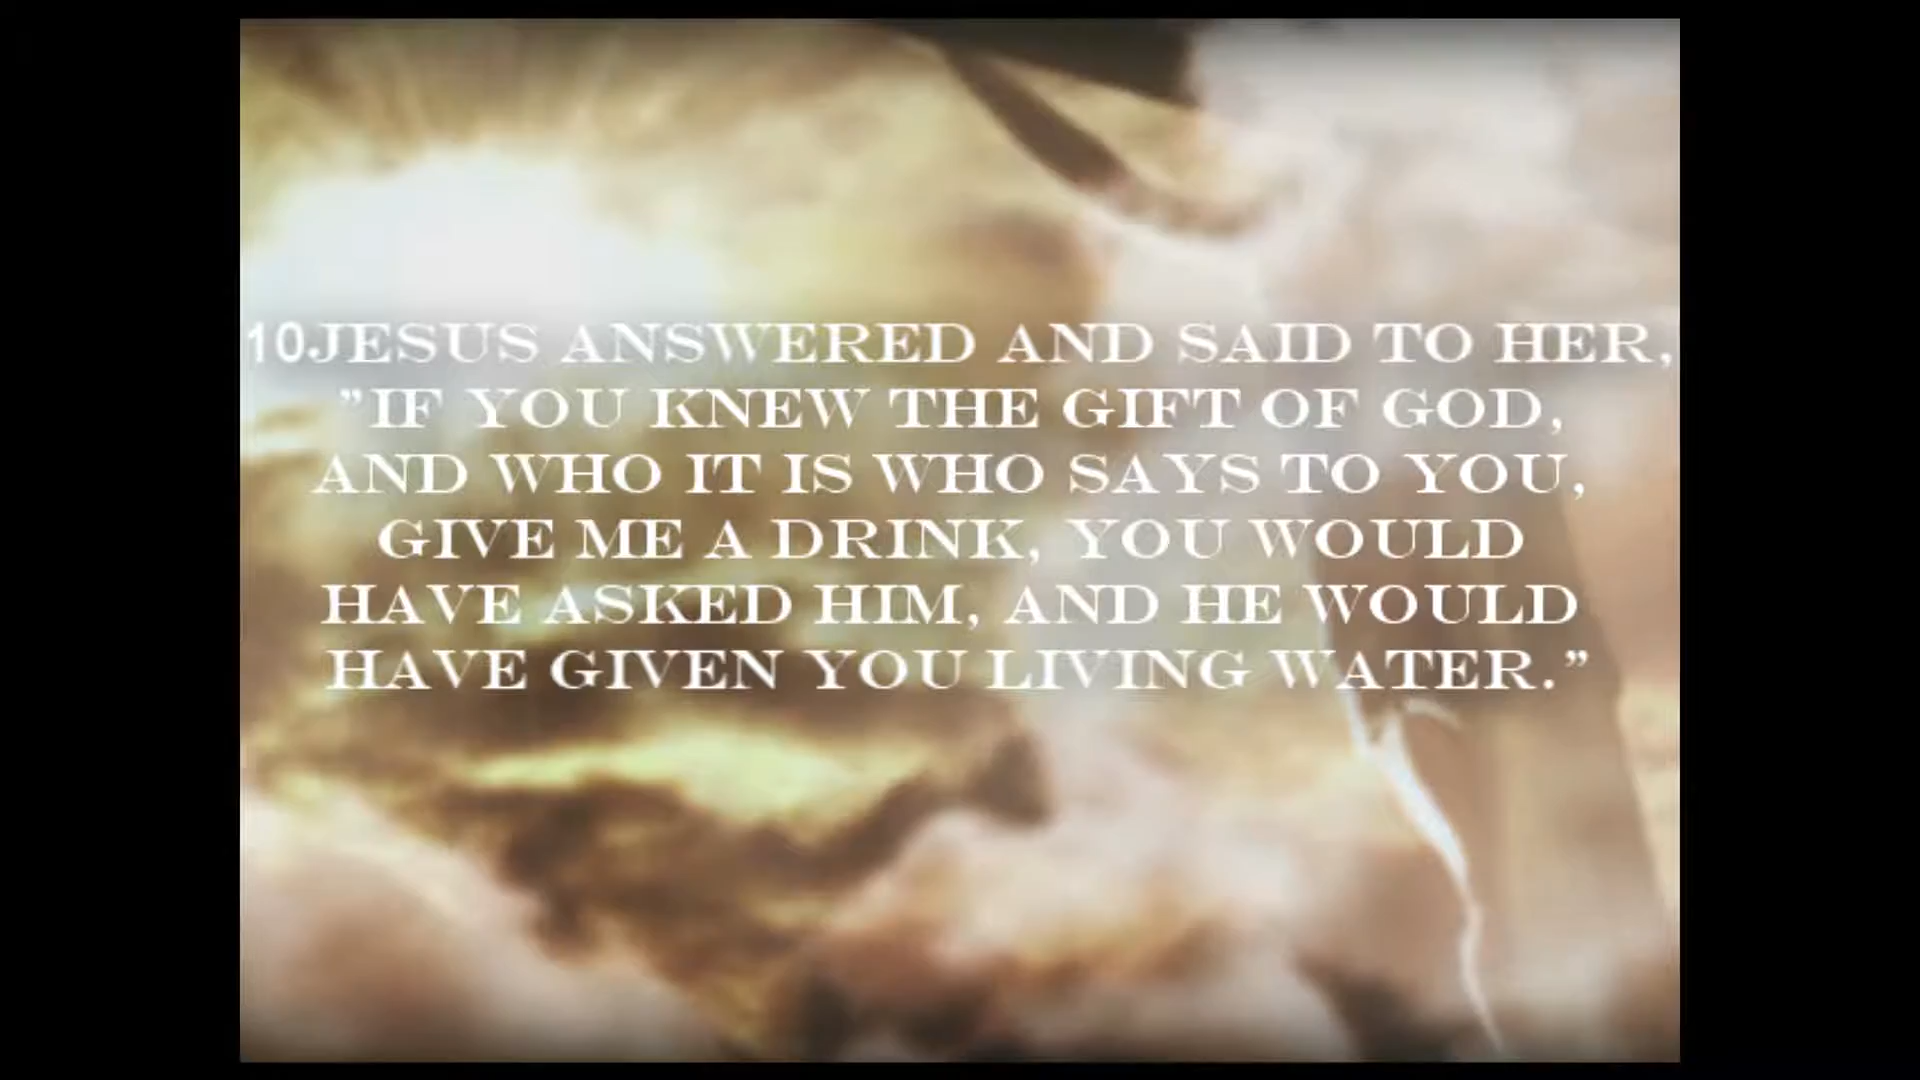 10JESUS ANSWERED AND SAID TO HER,
”IF YOU KNEW THE GIFT OF GOD,
AND WHO IT IS WHO SAYS TO YOU,
GIVE ME A DRINK, YOU WOULD
HAVE ASKED HIM, AND HE WOULD
HAVE GIVEN YOU LIVING WATER.”